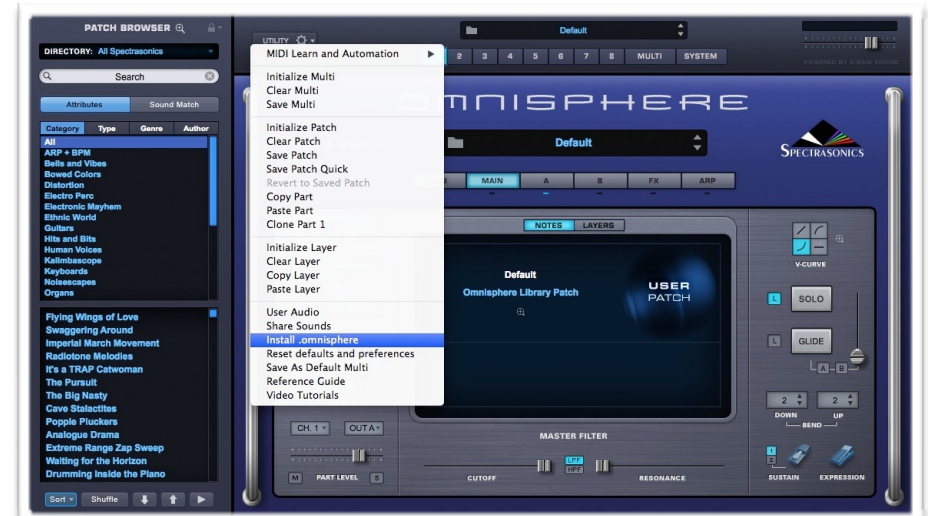 PATCH BROWSER
DIRECTORY: All Spectrasonics
Search
Attributes Sound Match
Category Type Genre Author
All
ARP + BPM
Bells and Vibes
Bowed Colors
Distortion
Electro Perc
Electronic Mayhem
Ethnic World
Guitars
Hits and Bits
Human Voices
Kalimbascope
Keyboards
Noisescapes
Organs
Flying Wings of Love
Swaggering Around
Imperial March Movement
Radiotone Melodies
It's a TRAP Catwoman
The Pursuit
The Big Nasty
Cave Stalactites
Popple Pluckers
Analogue Drama
Extreme Range Zap Sweep
Waiting for the Horizon
Drumming Inside the Piano
Sort Shuffle
UTILITY
MIDI Learn and Automation
Initialize Multi
Clear Multi
Save Multi
Initialize Patch
Clear Patch
Save Patch
Save Patch Quick
Revert to Saved Patch
Copy Part
Paste Part
Clone Part 1
Initialize Layer
Clear Layer
Copy Layer
Paste Layer
User Audio
Share Sounds
Install .omnisphere
Reset defaults and preferences
Save As Default Multi
Reference Guide
Video Tutorials
Default
2 3 4 5 6 7 8 MULTI SYSTEM
POWERED BY STEAM ENGINE
OMNISPHERE
Default
SPECTRASONICS
MAIN A B FX ARP
NOTES LAYERS
Default
Omnisphere Library Patch
USER
PATCH
V-CURVE
L SOLO
L GLIDE
A B
2 2
DOWN UP
BEND
1
2
SUSTAIN EXPRESSION
CH. 1 OUT A
M PART LEVEL S
MASTER FILTER
LPF
HPF
CUTOFF RESONANCE